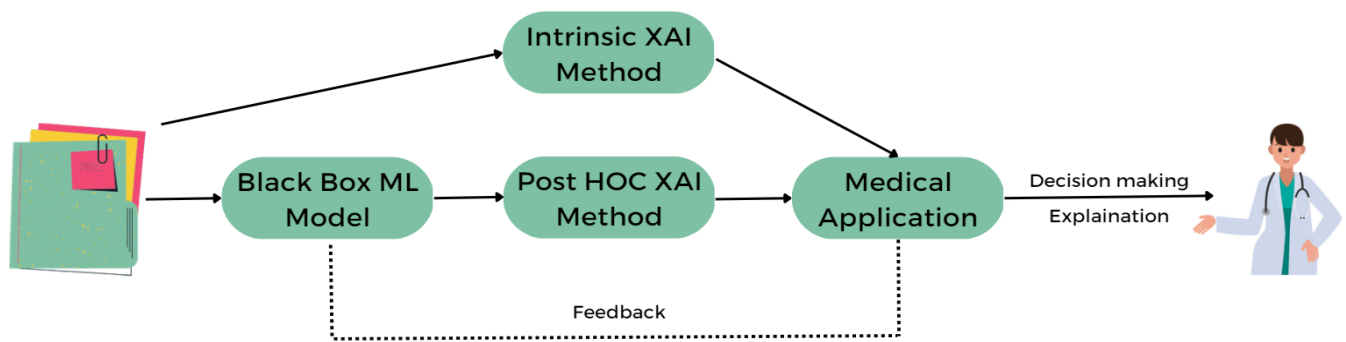 Intrinsic XAI
Method
Black Box ML
Model
Post HOC XAI
Method
Medical
Application
Decision making
Explaination
Feedback